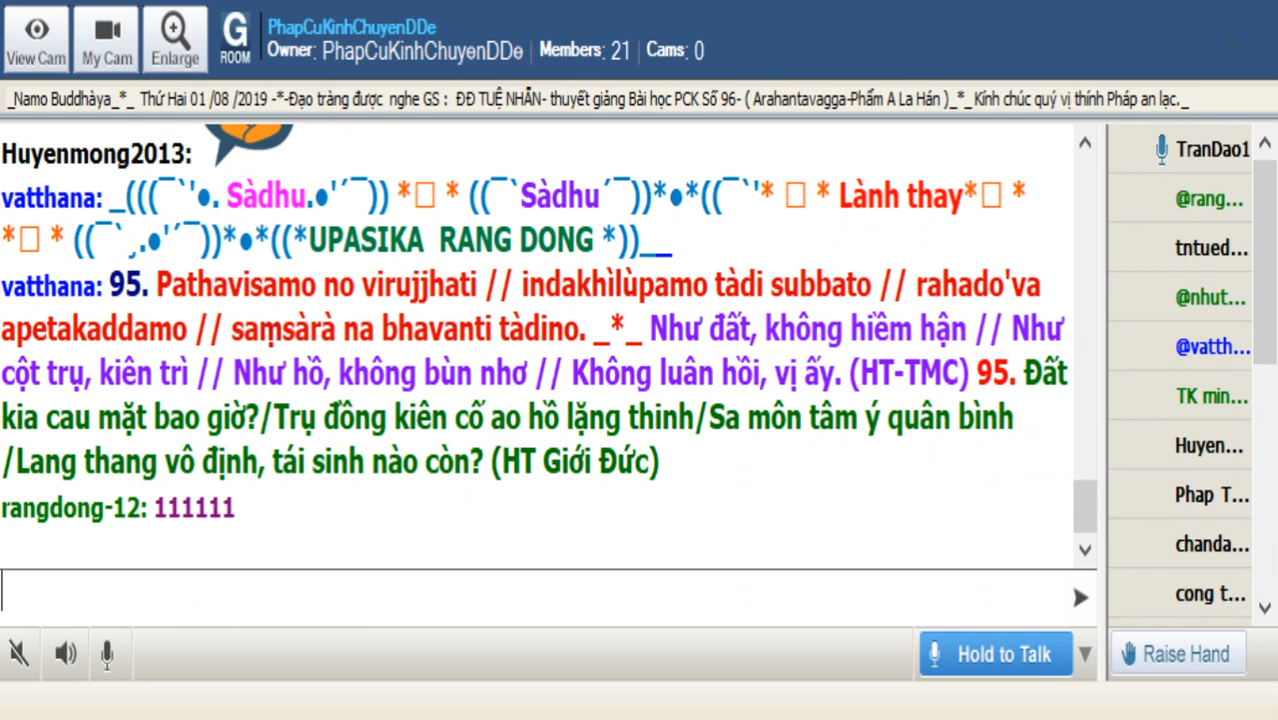 View Cam
My Cam
Enlarge
G
ROOM
PhapCuKinhChuyenDDe
Owner: PhapCuKinhChuyenDDe | Members: 21 | Cams: 0
_Namo Buddhàya_*_ Thứ Hai 01 /08 /2019 -*-Đạo tràng được nghe GS : ĐĐ TUỆ NHẪN- thuyết giảng Bài học PCK Số 96- ( Arahantavagga-Phẩm A La Hán )_*_ Kính chúc quý vị thính Pháp an lạc._
Huyenmong2013:
vatthana: _(((¯`'●. Sàdhu.●'´¯)) *□ * ((¯`Sàdhu´¯))*●*((¯`'* □ * Lành thay*□ *
*□ * ((¯`¸.●'´¯))*●*((*UPASIKA RANG DONG *))__
vatthana: 95. Pathavisamo no virujjhati // indakhìlùpamo tàdi subbato // rahado'va
apetakaddamo // saṃsàrà na bhavanti tàdino. _*_ Như đất, không hiềm hận // Như
cột trụ, kiên trì // Như hồ, không bùn nhơ // Không luân hồi, vị ấy. (HT-TMC) 95. Đất
kia cau mặt bao giờ?/Trụ đồng kiên cố ao hồ lặng thinh/Sa môn tâm ý quân bình
/Lang thang vô định, tái sinh nào còn? (HT Giới Đức)
rangdong-12: 111111
TranDao1
@rang...
tntued...
@nhut...
@vatth...
TK min...
Huyen...
Phap T...
chanda...
cong t...
Hold to Talk
Raise Hand